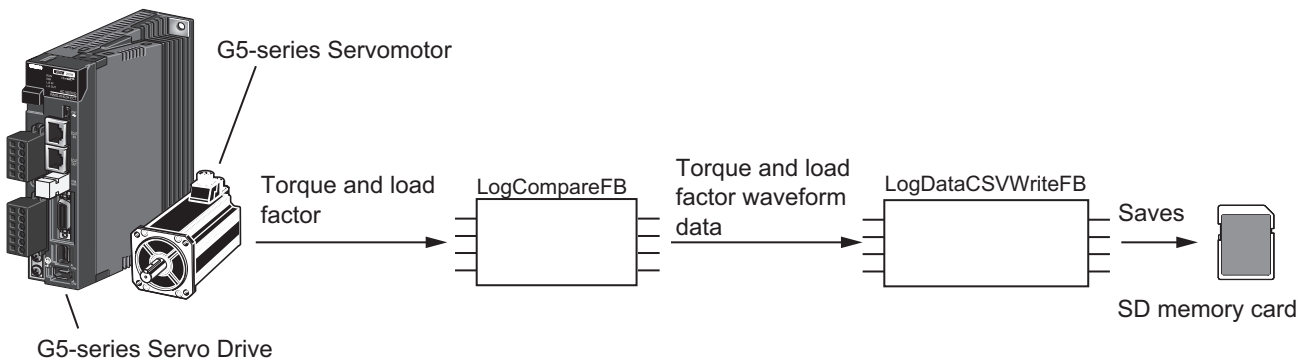 G5-series Servomotor
Torque and load
factor
LogCompareFB
Torque and load
factor waveform
data
LogDataCSVWriteFB
Saves
SD memory card
G5-series Servo Drive